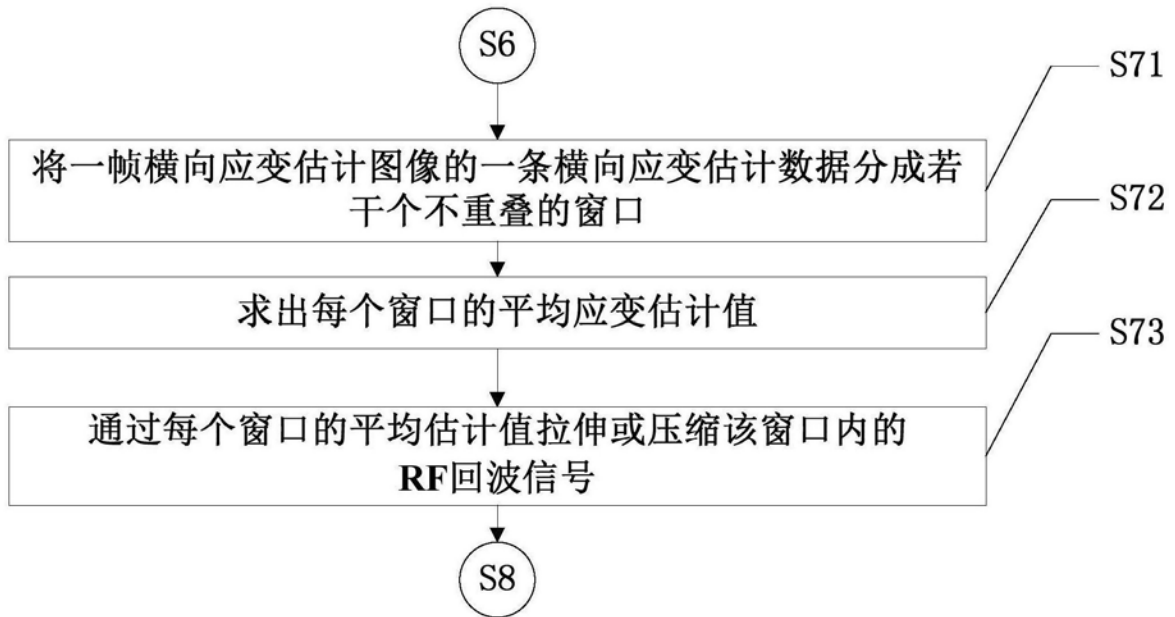 S6
S71
将一帧横向应变估计图像的一条横向应变估计数据分成若
干个不重叠的窗口
S72
求出每个窗口的平均应变估计值
S73
通过每个窗口的平均估计值拉伸或压缩该窗口内的
RF回波信号
S8